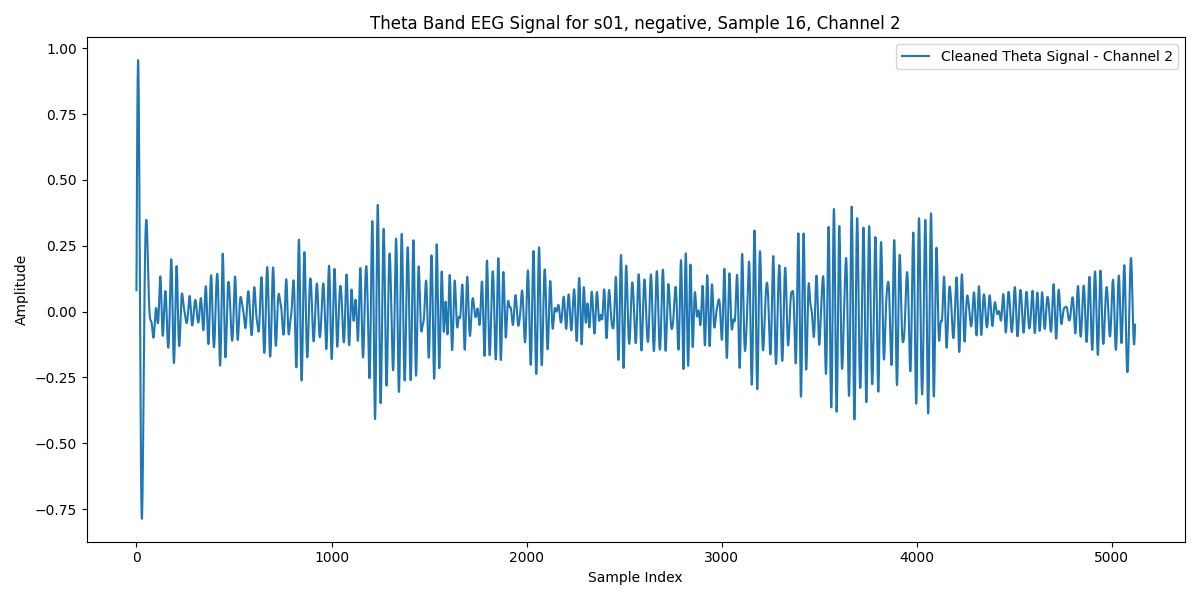 Theta Band EEG Signal for s01, negative, Sample 16, Channel 2
Cleaned Theta Signal - Channel 2
1.00
0.75
0.50
0.25
0.00
−0.25
−0.50
−0.75
Amplitude
0 1000 2000 3000 4000 5000
Sample Index